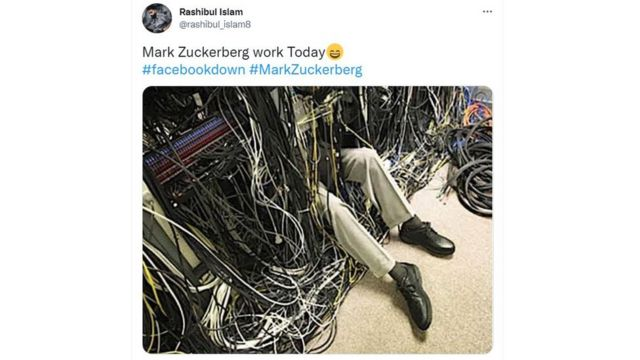 Rashibul Islam
@rashibul_islam8
Mark Zuckerberg work Today😄
#facebookdown #MarkZuckerberg